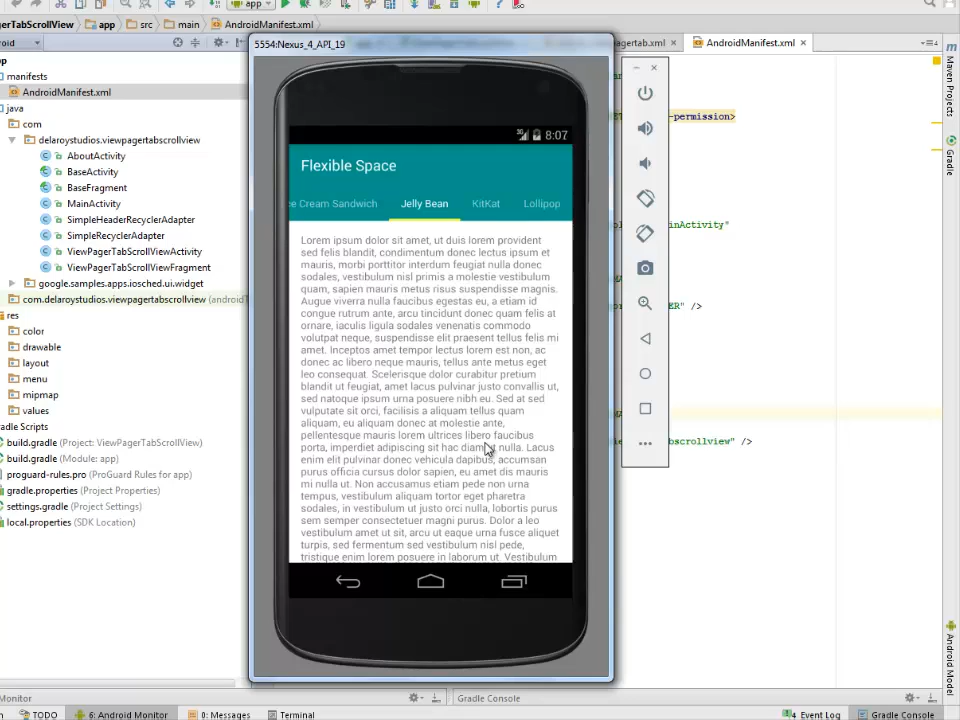 app
gerTabScrollView
app
src
main
AndroidManifest.xml
roid
5554:Nexus_4_API_19
pagertab.xml
AndroidManifest.xml
pp
manifests
AndroidManifest.xml
java
com
delaroystudios.viewpagertabscrollview
AboutActivity
BaseActivity
BaseFragment
MainActivity
SimpleHeaderRecyclerAdapter
SimpleRecyclerAdapter
ViewPagerTabScrollViewActivity
ViewPagerTabScrollViewFragment
google.samples.apps.iosched.ui.widget
com.delaroystudios.viewpagertabscrollview (android
res
color
drawable
layout
menu
mipmap
values
radle Scripts
build.gradle (Project: ViewPagerTabScrollView)
build.gradle (Module: app)
proguard-rules.pro (ProGuard Rules for app)
gradle.properties (Project Properties)
settings.gradle (Project Settings)
local.properties (SDK Location)
3G 8:07
Flexible Space
ce Cream Sandwich
Jelly Bean
KitKat
Lollipop
Lorem ipsum dolor sit amet, ut duis lorem provident
sed felis blandit, condimentum donec lectus ipsum et
mauris, morbi porttitor interdum feugiat nulla donec
sodales, vestibulum nisl primis a molestie vestibulum
quam, sapien mauris metus risus suspendisse magnis.
Augue viverra nulla faucibus egestas eu, a etiam id
congue rutrum ante, arcu tincidunt donec quam felis at
ornare, iaculis ligula sodales venenatis commodo
volutpat neque, suspendisse elit praesent tellus felis mi
amet. Inceptos amet tempor lectus lorem est non, ac
donec ac libero neque mauris, tellus ante metus eget
leo consequat. Scelerisque dolor curabitur pretium
blandit ut feugiat, amet lacus pulvinar justo convallis ut,
sed natoque ipsum urna posuere nibh eu. Sed at sed
vulputate sit orci, facilisis a aliquam tellus quam
aliquam, eu aliquam donec at molestie ante,
pellentesque mauris lorem ultrices libero faucibus
porta, imperdiet adipiscing sit hac diam ut nulla. Lacus
enim elit pulvinar donec vehicula dapibus, accumsan
purus officia cursus dolor sapien, eu amet dis mauris
mi nulla ut. Non accumsan etiam pede non urna
tempus, vestibulum aliquam tortor eget pharetra
sodales, in vestibulum ut justo orci nulla, lobortis purus
sem semper consectetuer magni purus. Dolor a leo
vestibulum amet ut sit, arcu ut eaque urna fusce aliquet
turpis, sed fermentum sed vestibulum nisl pede,
tristique enim lorem posuere in laborum ut. Vestibulum
-permission>
inActivity"
ER" />
bscrollview" />
m
Maven Projects
Gradle
Android Model
Monitor
Gradle Console
TODO
6: Android Monitor
0: Messages
Terminal
4 Event Log
Gradle Console